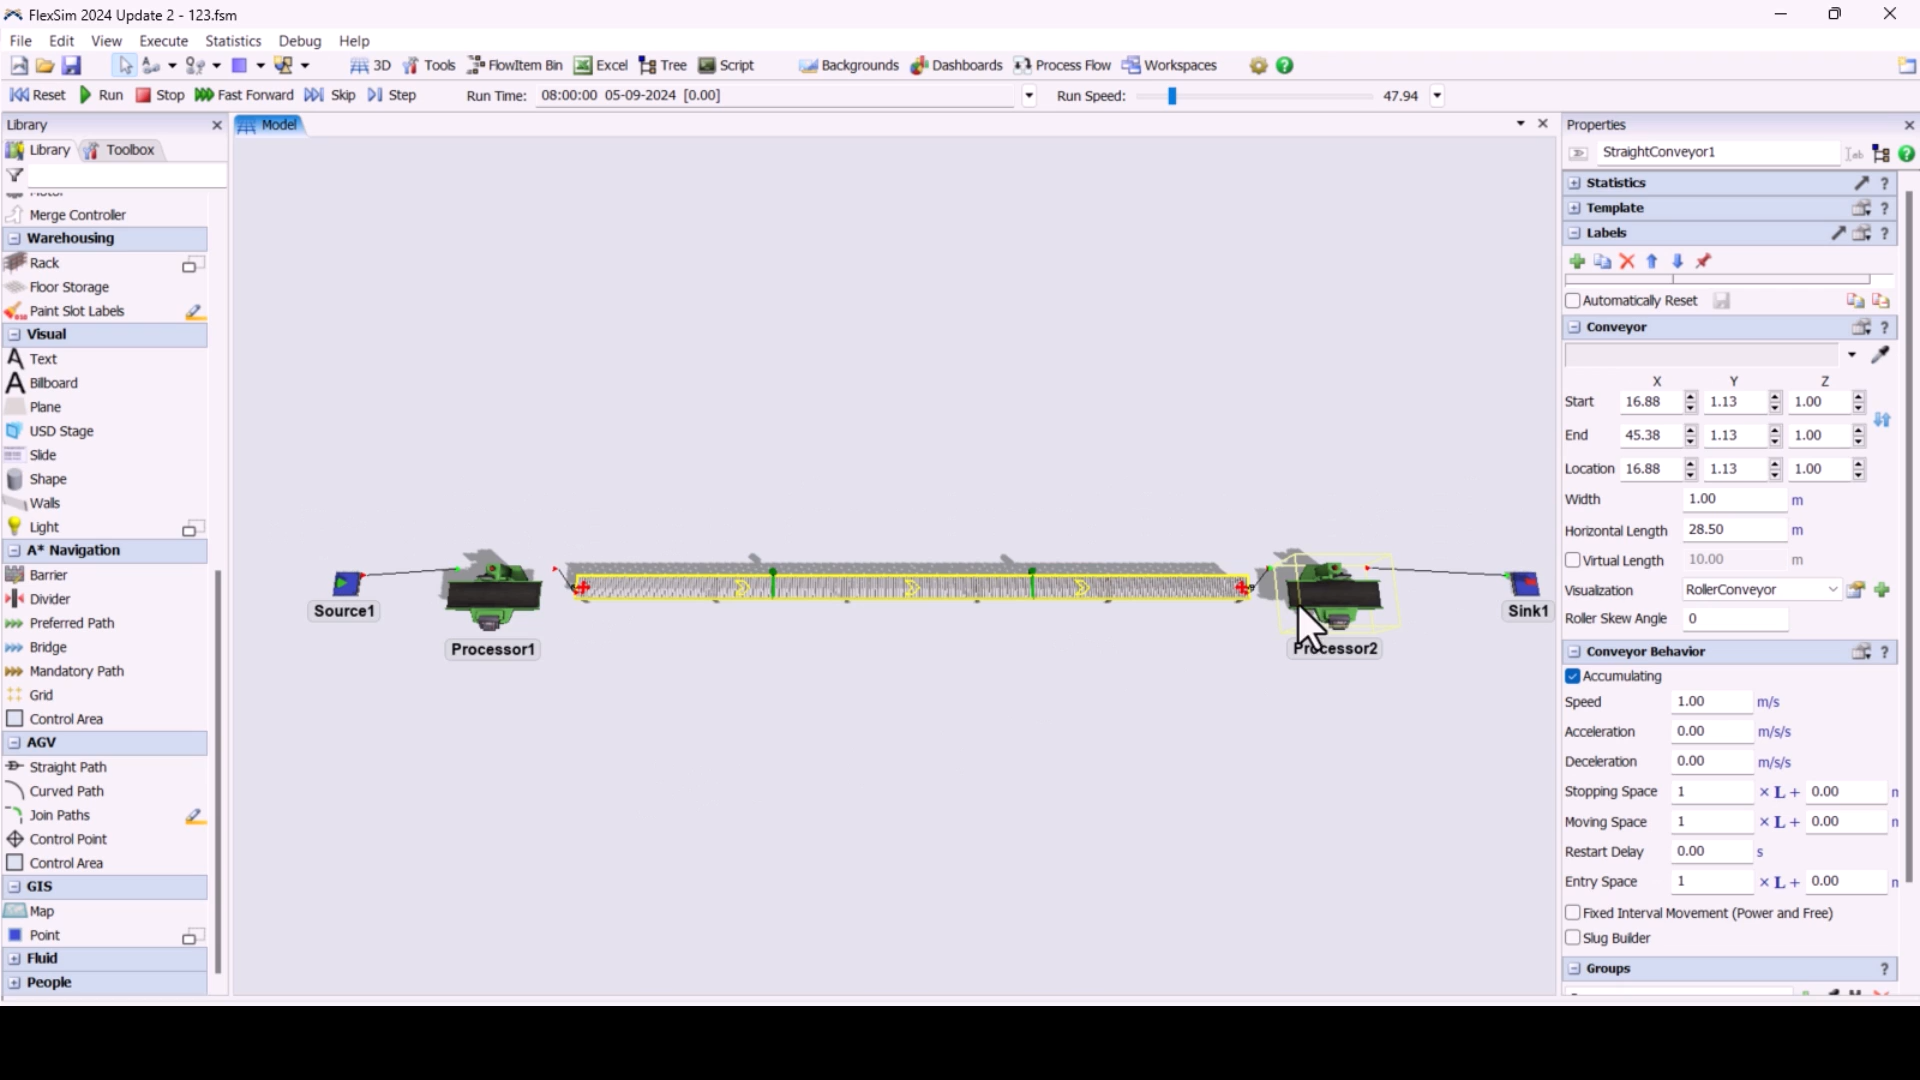 FlexSim 2024 Update 2 - 123.fsm
File Edit View Execute Statistics Debug Help
3D Tools FlowItem Bin Excel Tree Script Backgrounds Dashboards Process Flow Workspaces
Reset Run Stop Fast Forward Skip Step Run Time: 08:00:00 05-09-2024 [0.00] Run Speed: 47.94
Library
Library Toolbox
Merge Controller
Warehousing
Rack
Floor Storage
Paint Slot Labels
Visual
Text
Billboard
Plane
USD Stage
Slide
Shape
Walls
Light
A* Navigation
Barrier
Divider
Preferred Path
Bridge
Mandatory Path
Grid
Control Area
AGV
Straight Path
Curved Path
Join Paths
Control Point
Control Area
GIS
Map
Point
Fluid
People
Model
Source1
Processor1
Processor2
Sink1
Properties
StraightConveyor1
Statistics
Template
Labels
Automatically Reset
Conveyor
X Y Z
Start 16.88 1.13 1.00
End 45.38 1.13 1.00
Location 16.88 1.13 1.00
Width 1.00 m
Horizontal Length 28.50 m
Virtual Length 10.00 m
Visualization RollerConveyor
Roller Skew Angle 0
Conveyor Behavior
Accumulating
Speed 1.00 m/s
Acceleration 0.00 m/s/s
Deceleration 0.00 m/s/s
Stopping Space 1 × L + 0.00
Moving Space 1 × L + 0.00
Restart Delay 0.00 s
Entry Space 1 × L + 0.00
Fixed Interval Movement (Power and Free)
Slug Builder
Groups